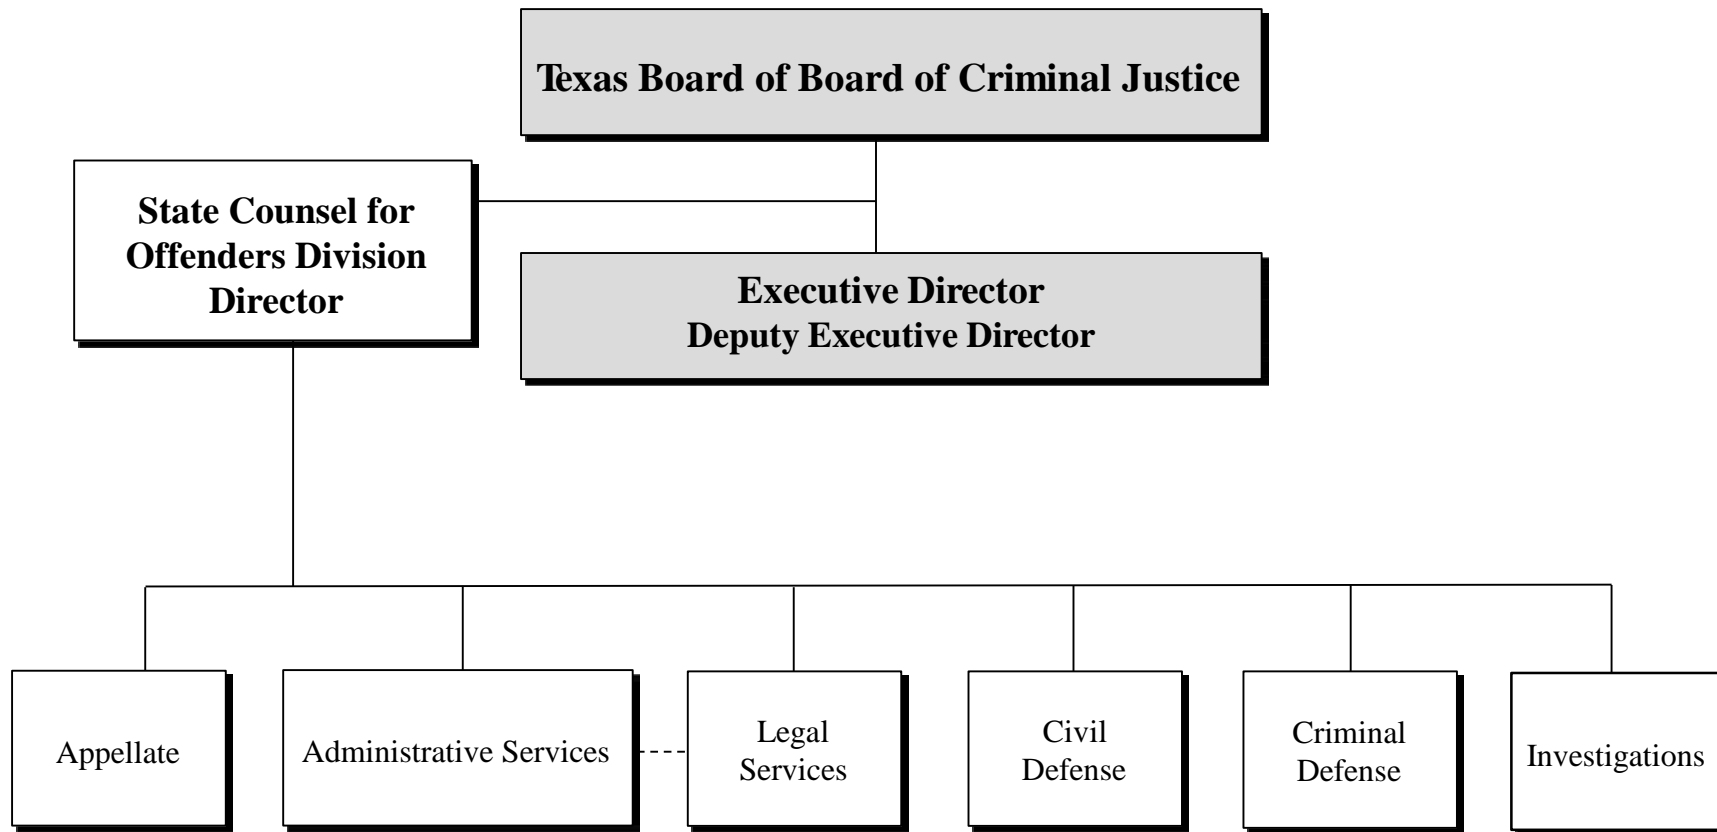 Texas Board of Board of Criminal Justice
State Counsel for
Offenders Division
Director
Executive Director
Deputy Executive Director
Appellate
Administrative Services
Legal
Services
Civil
Defense
Criminal
Defense
Investigations